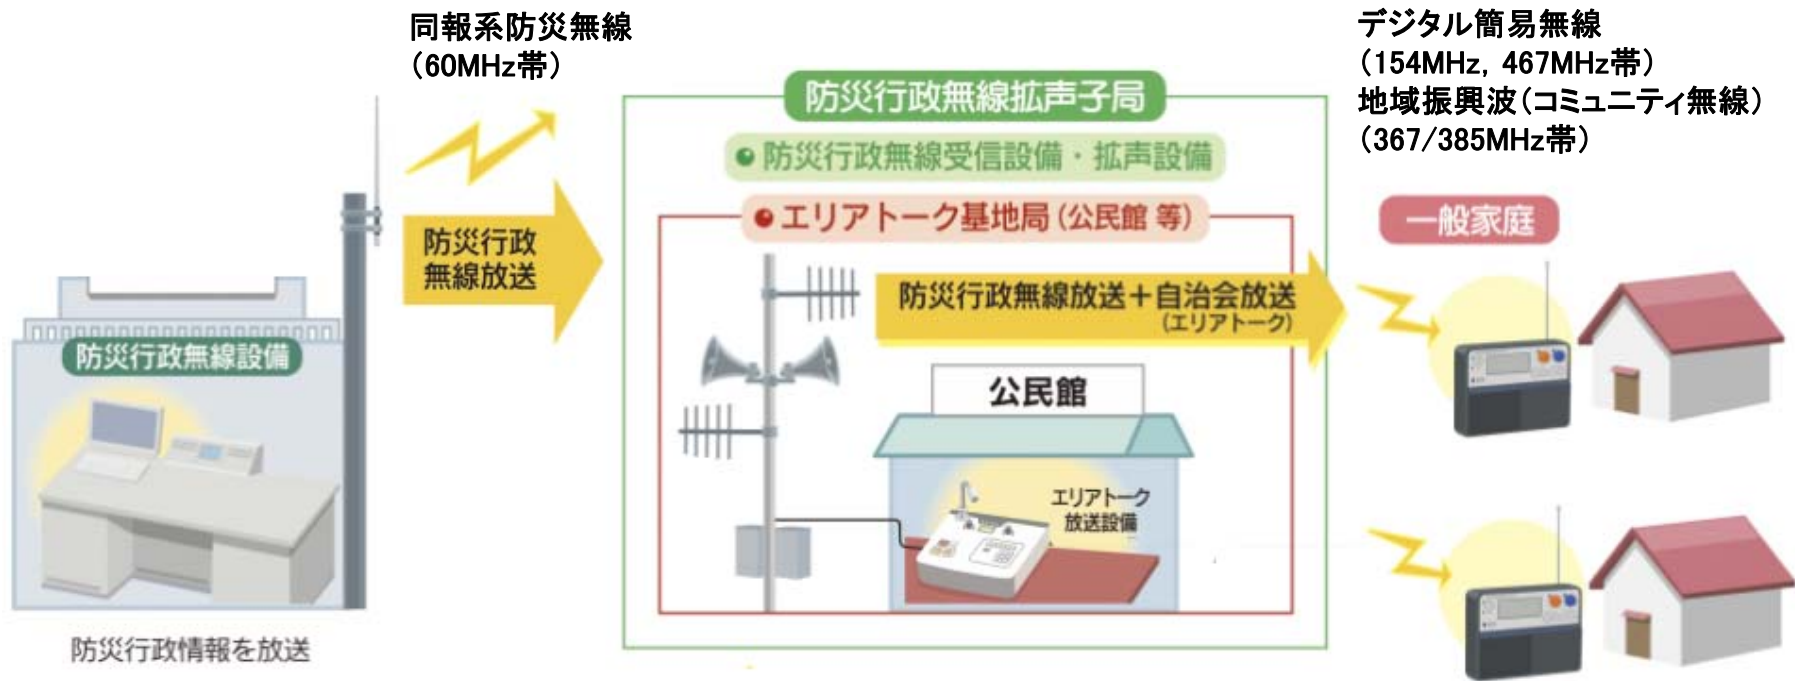 同報系防災無線
（60MHz帯）
防災行政
無線放送
防災行政無線設備
防災行政情報を放送
防災行政無線拡声子局
防災行政無線受信設備・拡声設備
エリアトーク基地局（公民館 等）
防災行政無線放送＋自治会放送
（エリアトーク）
公民館
エリアトーク
放送設備
デジタル簡易無線
（154MHz，467MHz帯）
地域振興波（コミュニティ無線）
（367/385MHz帯）
一般家庭